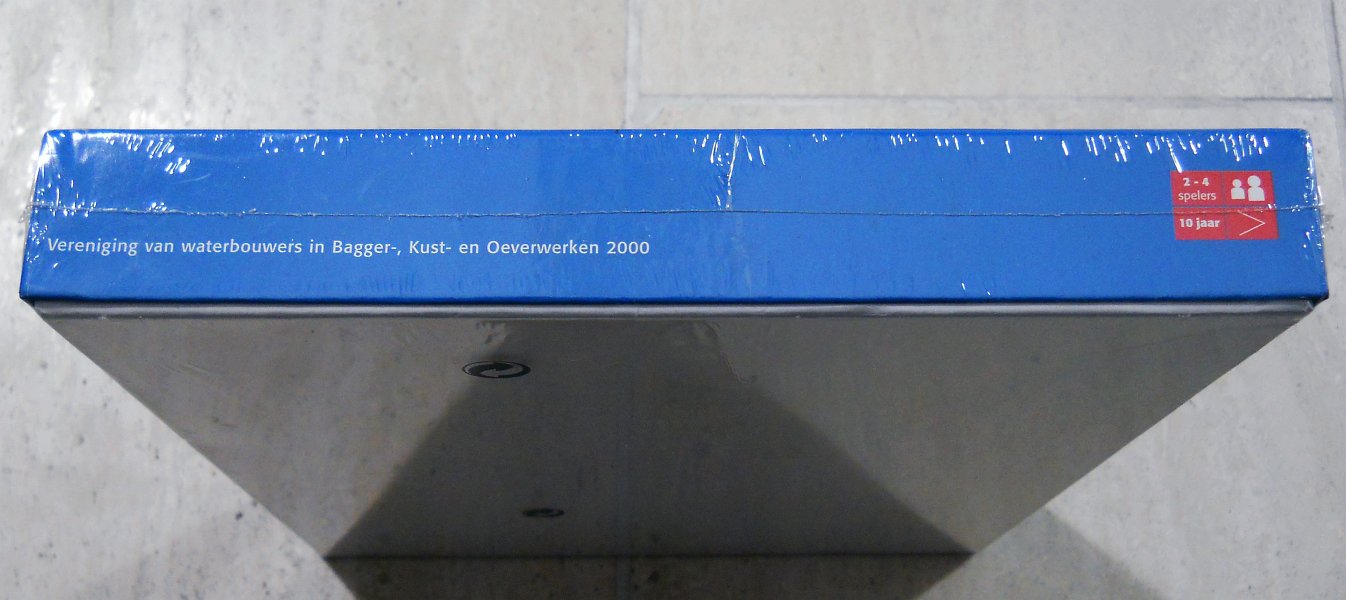 Vereniging van waterbouwers in Bagger-, Kust- en Oeverwerken 2000
2 - 4
spelers
10 jaar >